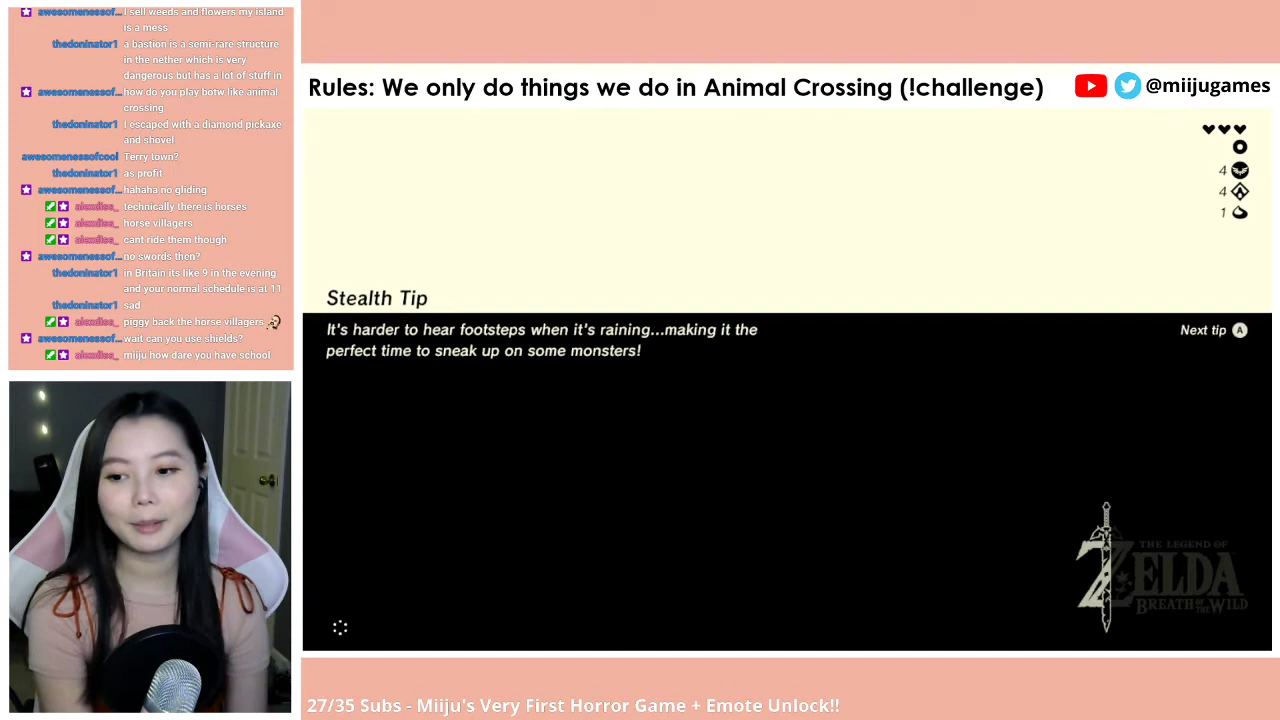 awesomenessof... I sell weeds and flowers my island
is a mess
thedoninator1 a bastion is a semi-rare structure
in the nether which is very
dangerous but has a lot of stuff in
awesomenessof... how do you play botw like animal
crossing
thedoninator1 I escaped with a diamond pickaxe
and shovel
awesomenessofcool Terry town?
thedoninator1 as profit
awesomenessof... hahaha no gliding
alexdiss_ technically there is horses
alexdiss_ horse villagers
alexdiss_ cant ride them though
awesomenessof... no swords then?
thedoninator1 in Britain its like 9 in the evening
and your normal schedule is at 11
thedoninator1 sad
alexdiss_ piggy back the horse villagers
awesomenessof... wait can you use shields?
alexdiss_ miiju how dare you have school
Rules: We only do things we do in Animal Crossing (!challenge)
@miijugames
4
4
1
Stealth Tip
It's harder to hear footsteps when it's raining...making it the
perfect time to sneak up on some monsters!
Next tip A
THE LEGEND OF
ZELDA
BREATH OF THE WILD
27/35 Subs - Miiju's Very First Horror Game + Emote Unlock!!